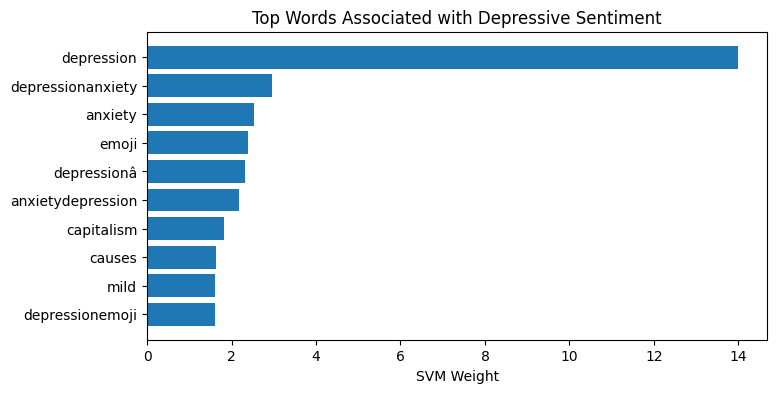 Top Words Associated with Depressive Sentiment
depression
depressionanxiety
anxiety
emoji
depressionâ
anxietydepression
capitalism
causes
mild
depressionemoji
0 2 4 6 8 10 12 14
SVM Weight